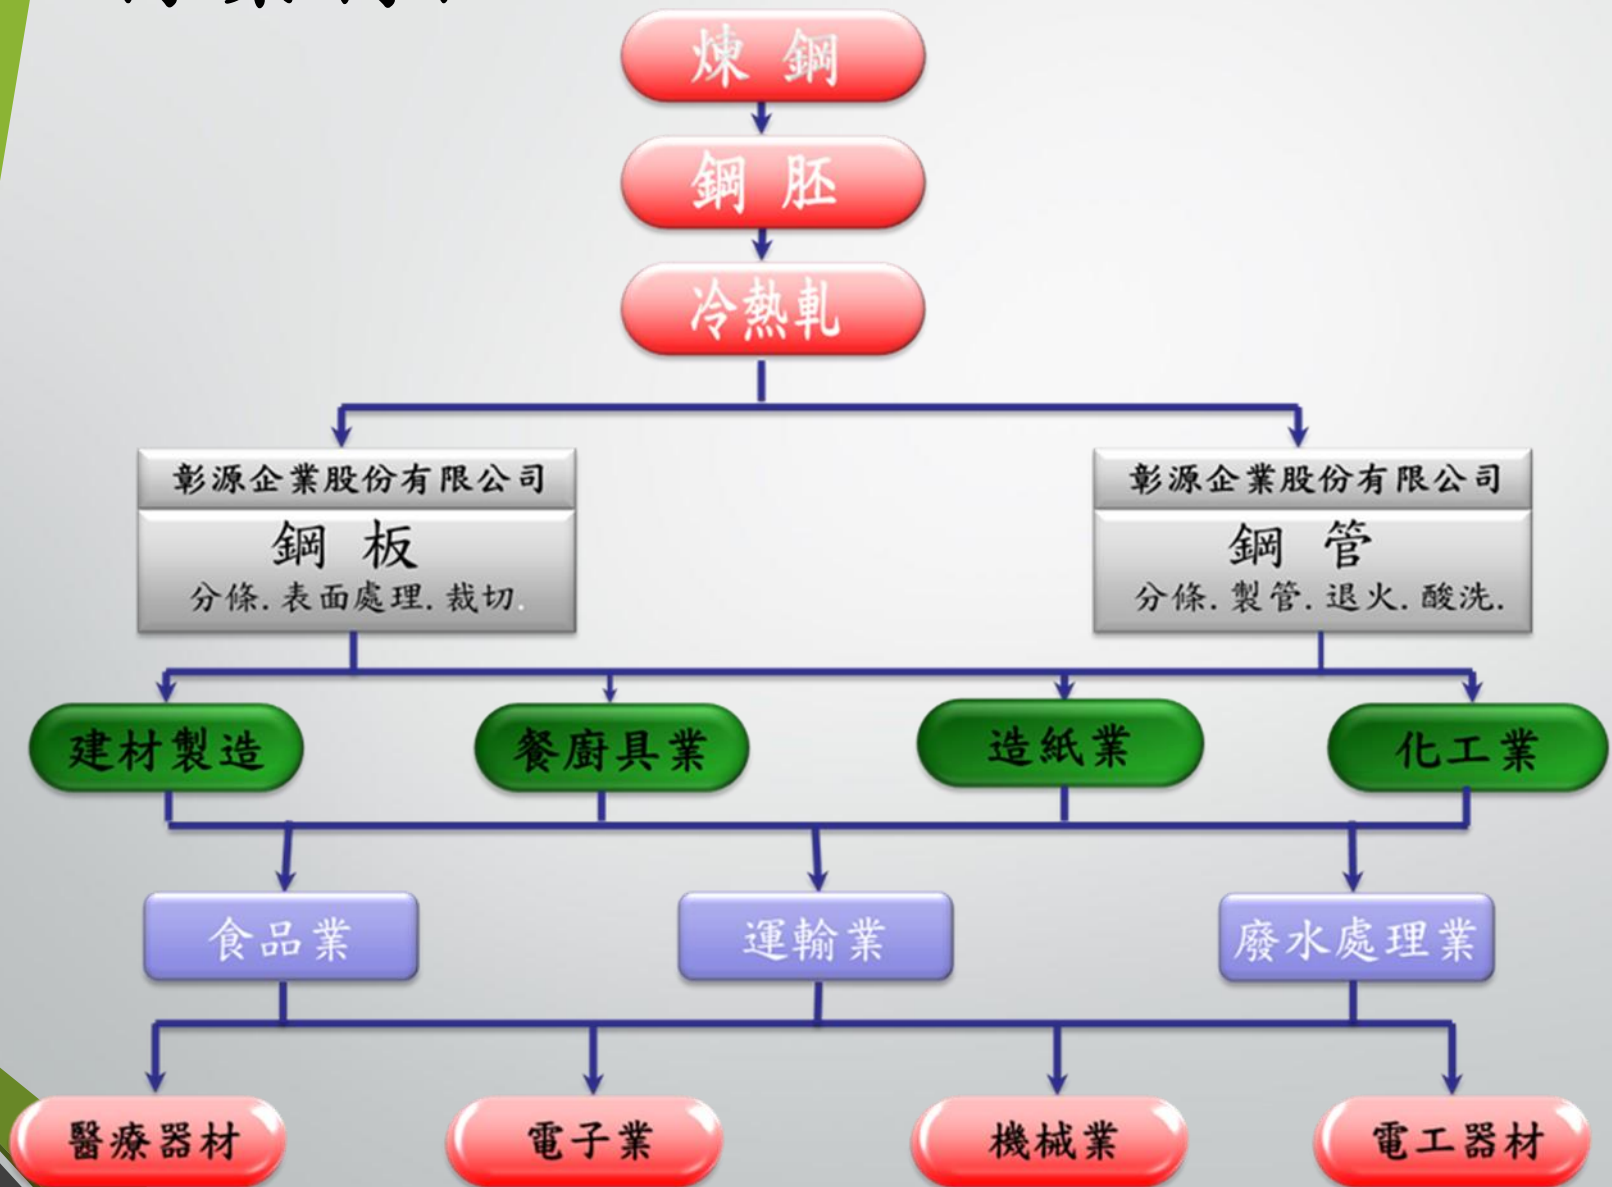 煉 鋼
鋼 胚
冷熱軋
彰源企業股份有限公司
鋼 板
分條.表面處理.裁切.
彰源企業股份有限公司
鋼 管
分條.製管.退火.酸洗.
建材製造
餐廚具業
造紙業
化工業
食品業
運輸業
廢水處理業
醫療器材
電子業
機械業
電工器材